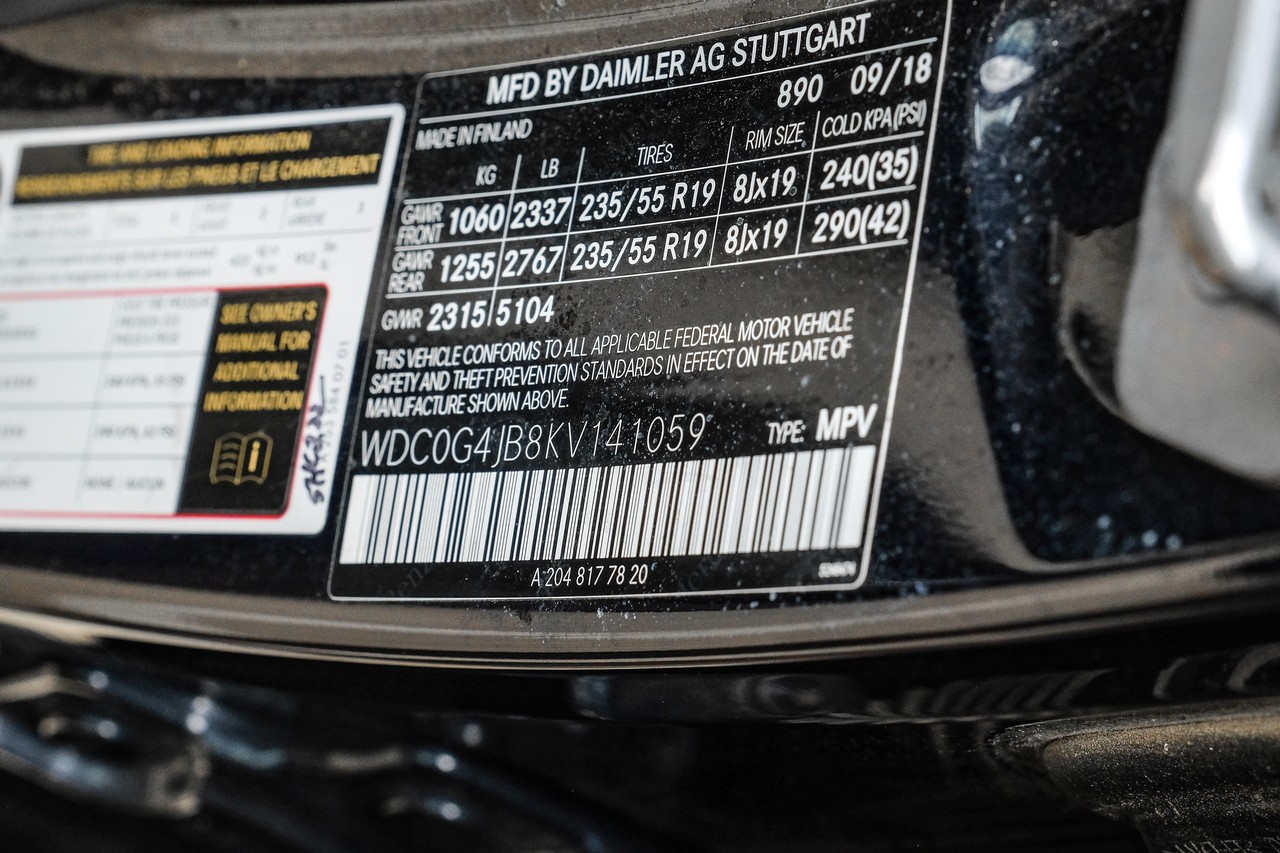 TIRE AND LOADING INFORMATION
RENSEIGNEMENTS SUR LES PNEUS ET LE CHARGEMENT
SEE OWNER'S
MANUAL FOR
ADDITIONAL
INFORMATION
MFD BY DAIMLER AG STUTTGART
890 09/18
MADE IN FINLAND
KG LB TIRES RIM SIZE COLD KPA(PSI)
GAWR FRONT 1060 2337 235/55 R19 8Jx19 240(35)
GAWR REAR 1255 2767 235/55 R19 8Jx19 290(42)
GVWR 2315 5104
THIS VEHICLE CONFORMS TO ALL APPLICABLE FEDERAL MOTOR VEHICLE
SAFETY AND THEFT PREVENTION STANDARDS IN EFFECT ON THE DATE OF
MANUFACTURE SHOWN ABOVE.
WDC0G4JB8KV141059 TYPE: MPV
A 204 817 78 20